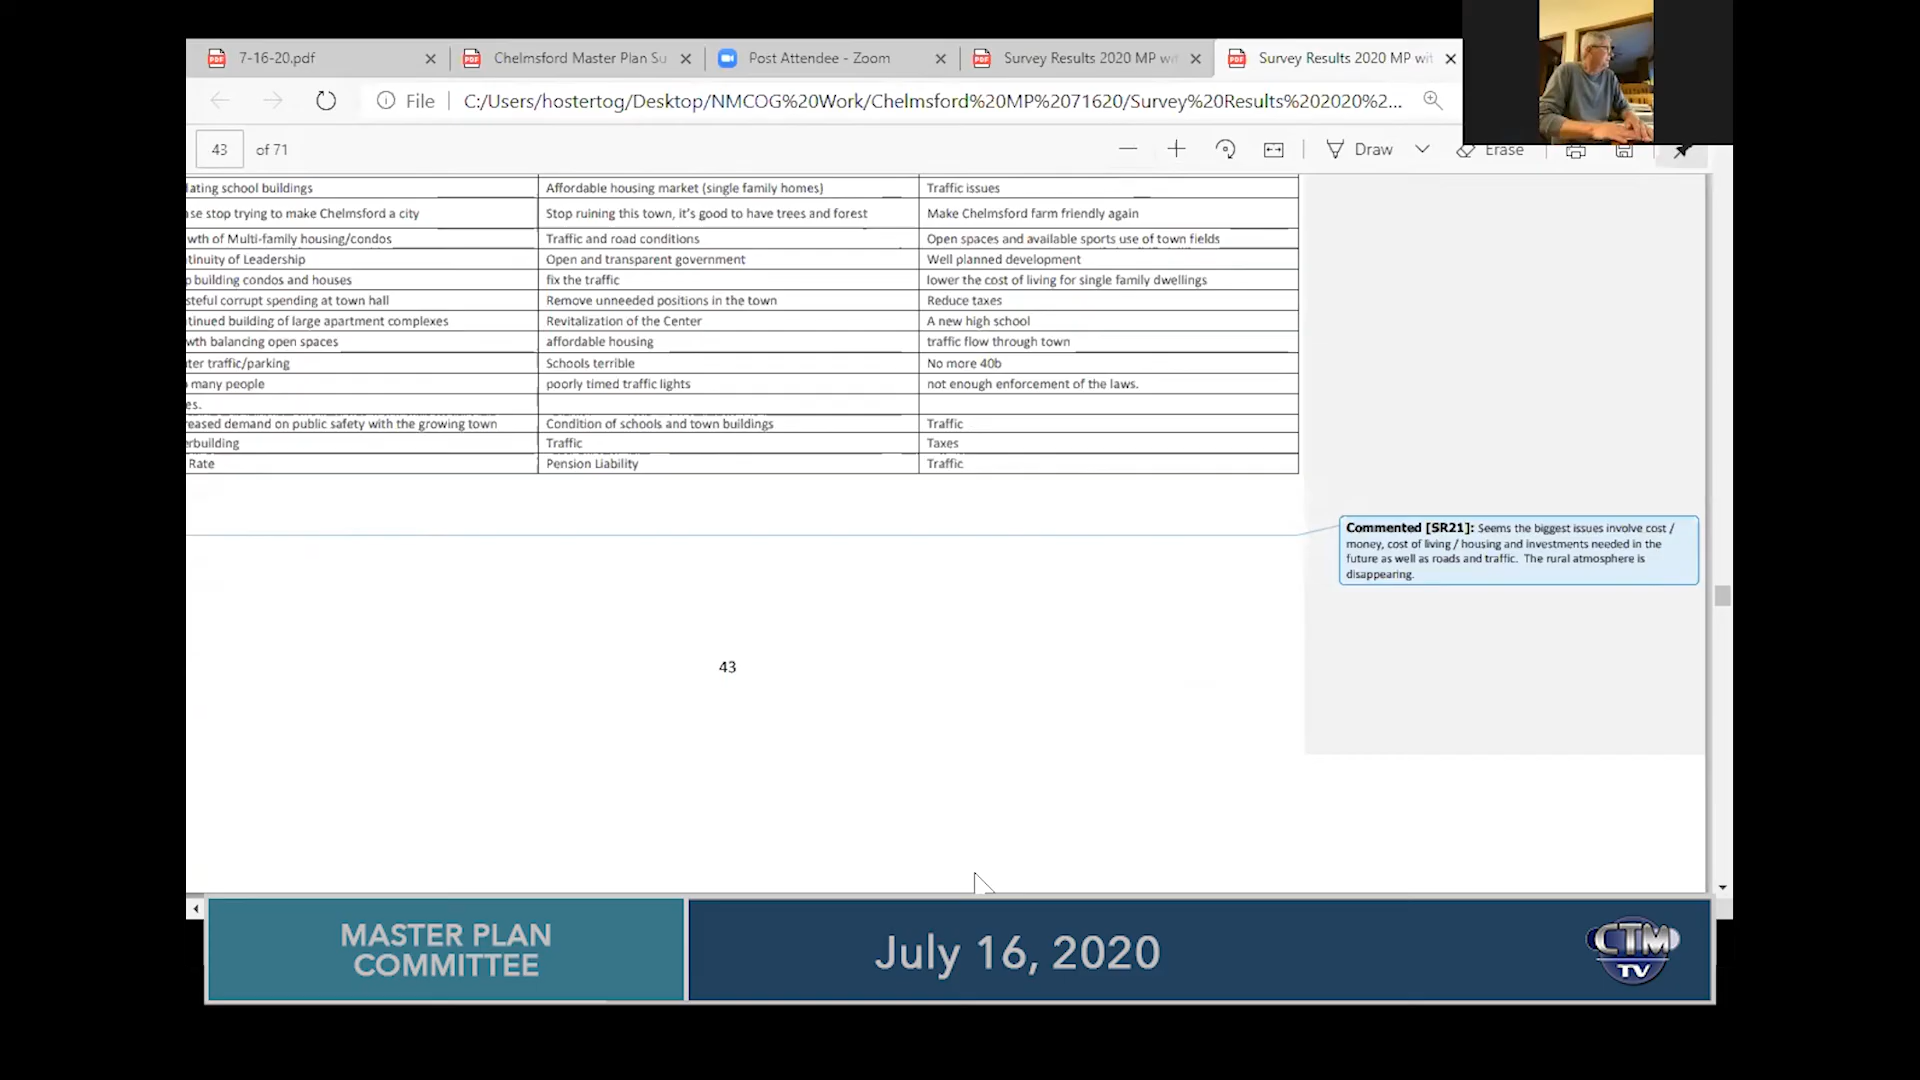 7-16-20.pdf
Chelmsford Master Plan Su
Post Attendee - Zoom
Survey Results 2020 MP wit
Survey Results 2020 MP wit
File
C:/Users/hostertog/Desktop/NMCOG%20Work/Chelmsford%20MP%2071620/Survey%20Results%202020%2...
43 of 71
Draw
Erase
lating school buildings Affordable housing market (single family homes) Traffic issues
se stop trying to make Chelmsford a city Stop ruining this town, it's good to have trees and forest Make Chelmsford farm friendly again
wth of Multi-family housing/condos Traffic and road conditions Open spaces and available sports use of town fields
tinuity of Leadership Open and transparent government Well planned development
p building condos and houses fix the traffic lower the cost of living for single family dwellings
steful corrupt spending at town hall Remove unneeded positions in the town Reduce taxes
tinued building of large apartment complexes Revitalization of the Center A new high school
wth balancing open spaces affordable housing traffic flow through town
ter traffic/parking Schools terrible No more 40b
many people poorly timed traffic lights not enough enforcement of the laws.
es.
reased demand on public safety with the growing town Condition of schools and town buildings Traffic
erbuilding Traffic Taxes
Rate Pension Liability Traffic
Commented [SR21]: Seems the biggest issues involve cost /
money, cost of living / housing and investments needed in the
future as well as roads and traffic. The rural atmosphere is
disappearing.
43
MASTER PLAN
COMMITTEE
July 16, 2020
CTM
TV